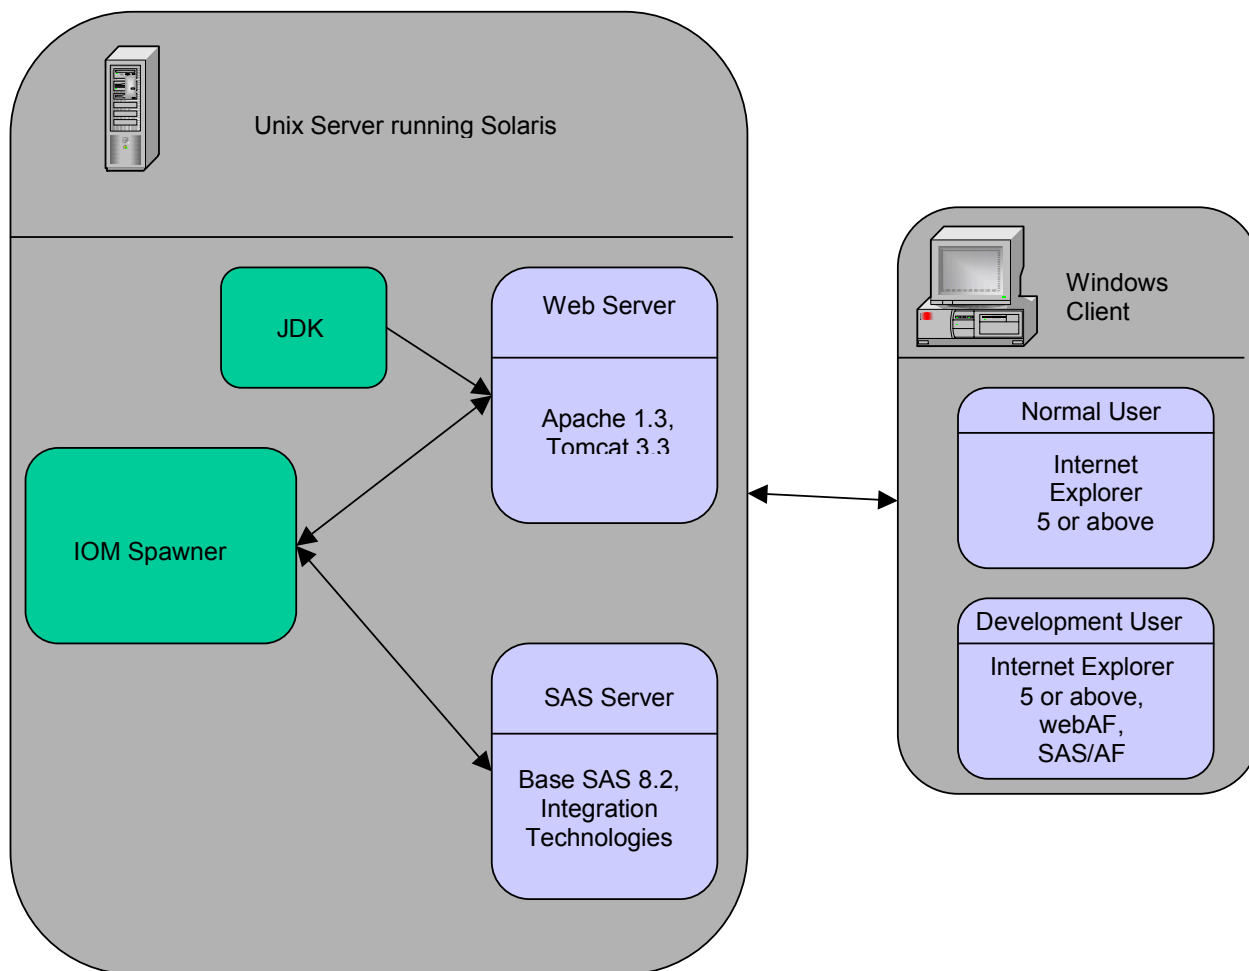 Unix Server running Solaris
JDK
Web Server
Apache 1.3,
Tomcat 3.3
IOM Spawner
SAS Server
Base SAS 8.2,
Integration
Technologies
Windows
Client
Normal User
Internet
Explorer
5 or above
Development User
Internet Explorer
5 or above,
webAF,
SAS/AF